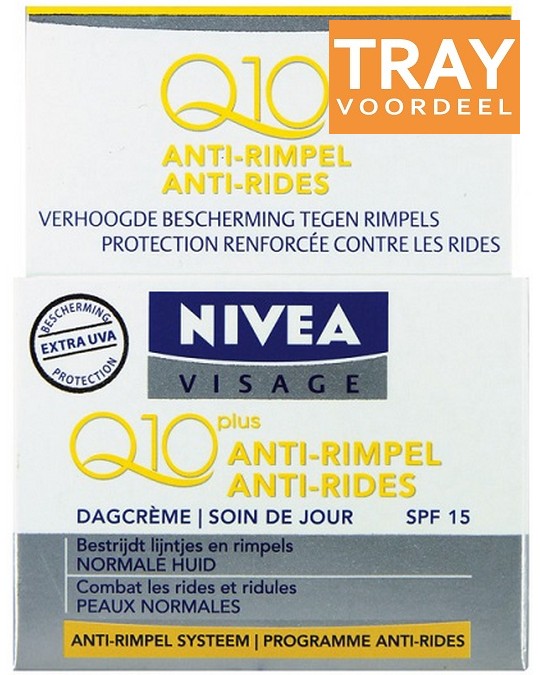 TRAY
VOORDEEL
Q10
ANTI-RIMPEL
ANTI-RIDES
VERHOOGDE BESCHERMING TEGEN RIMPELS
PROTECTION RENFORCÉE CONTRE LES RIDES
BESCHERMING
EXTRA UVA
PROTECTION
NIVEA
VISAGE
Q10 plus
ANTI-RIMPEL
ANTI-RIDES
DAGCRÈME | SOIN DE JOUR SPF 15
Bestrijdt lijntjes en rimpels
NORMALE HUID
Combat les rides et ridules
PEAUX NORMALES
ANTI-RIMPEL SYSTEEM | PROGRAMME ANTI-RIDES